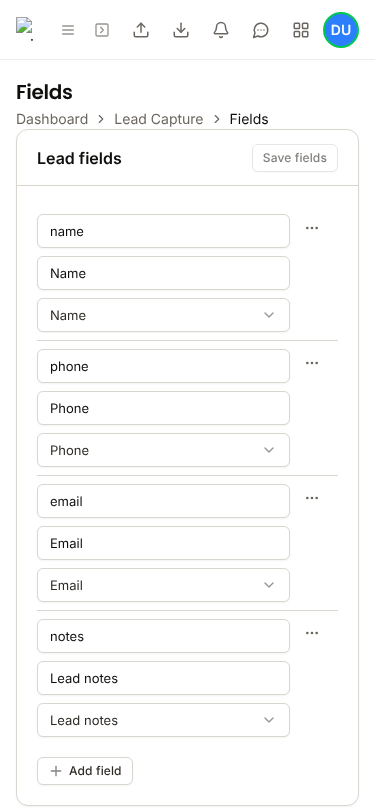 DU
Fields
Dashboard > Lead Capture > Fields
Lead fields
Save fields
name
Name
Name
phone
Phone
Phone
email
Email
Email
notes
Lead notes
Lead notes
+ Add field